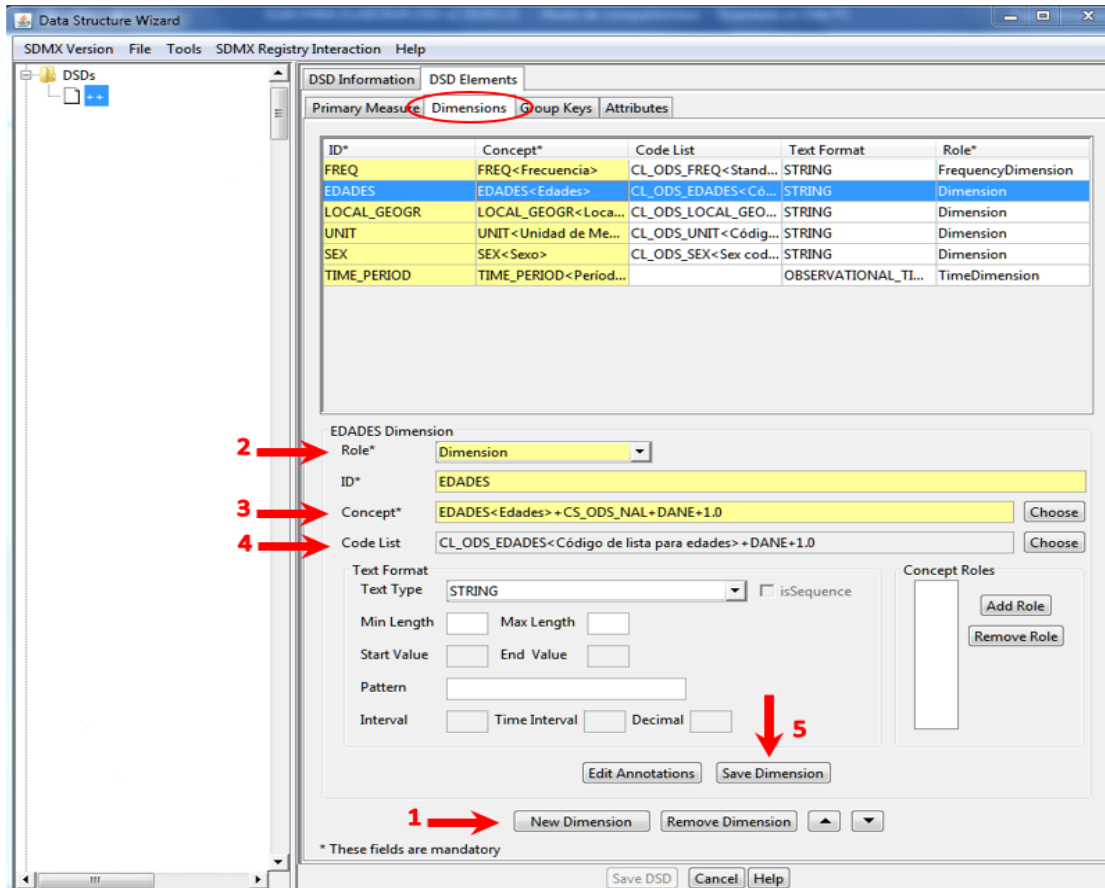 Data Structure Wizard
SDMX Version File Tools SDMX Registry Interaction Help
DSDs
++
DSD Information DSD Elements
Primary Measure Dimensions Group Keys Attributes
ID* Concept* Code List Text Format Role*
FREQ FREQ<Frecuencia> CL_ODS_FREQ<Stand... STRING FrequencyDimension
EDADES EDADES<Edades> CL_ODS_EDADES<Có... STRING Dimension
LOCAL_GEOGR LOCAL_GEOGR<Loca... CL_ODS_LOCAL_GEO... STRING Dimension
UNIT UNIT<Unidad de Me... CL_ODS_UNIT<Códig... STRING Dimension
SEX SEX<Sexo> CL_ODS_SEX<Sex cod... STRING Dimension
TIME_PERIOD TIME_PERIOD<Períod... OBSERVATIONAL_TI... TimeDimension
EDADES Dimension
2 Role* Dimension
ID* EDADES
3 Concept* EDADES<Edades>+CS_ODS_NAL+DANE+1.0 Choose
4 Code List CL_ODS_EDADES<Código de lista para edades>+DANE+1.0 Choose
Text Format Concept Roles
Text Type STRING isSequence
Add Role
Min Length Max Length
Remove Role
Start Value End Value
Pattern
Interval Time Interval Decimal
5
Edit Annotations Save Dimension
1 New Dimension Remove Dimension
* These fields are mandatory
Save DSD Cancel Help